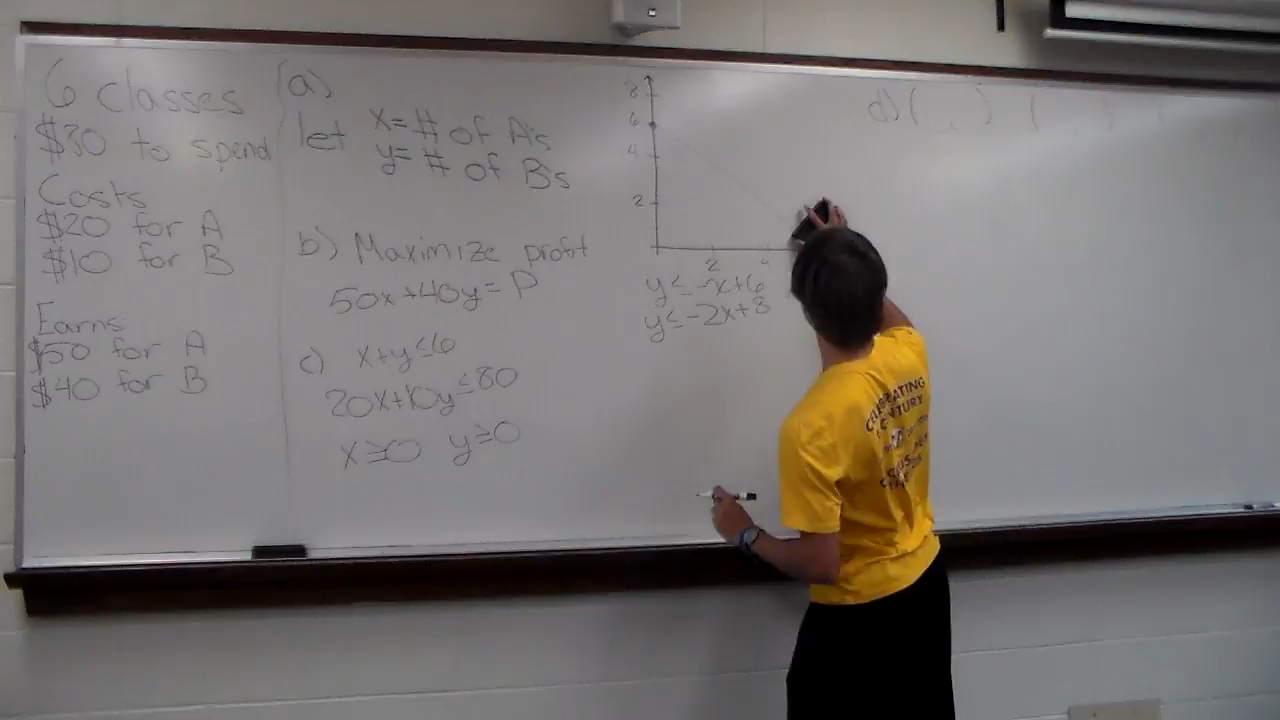 6 classes
$30 to spend
Costs
$20 for A
$10 for B
Earns
$50 for A
$40 for B
(a)
let x = # of A's
y = # of B's
b) Maximize profit
50x+40y = P
c) x+y≤6
20x+10y≤80
x≥0 y≥0
8
6
4
2
2 4
y≤-x+6
y≤-2x+8
d) ( , ) ( , )